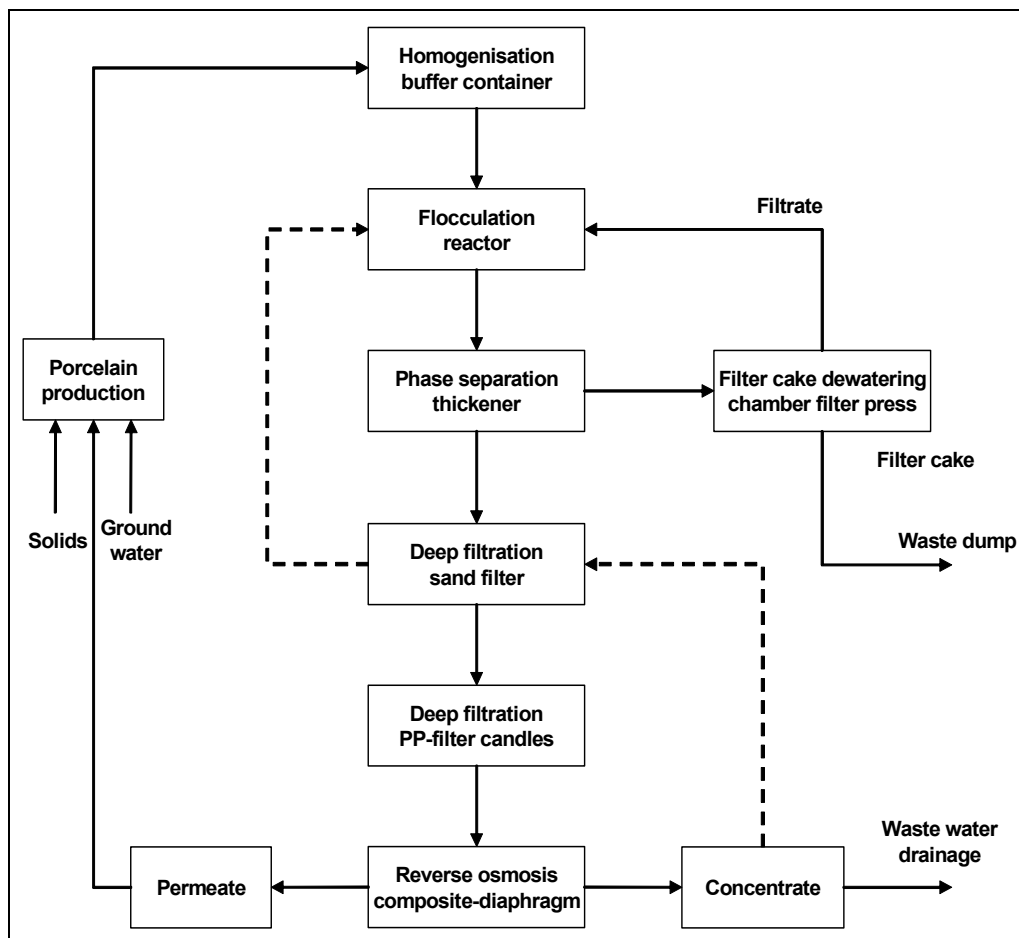 Homogenisation
buffer container
Flocculation
reactor
Filtrate
Porcelain
production
Phase separation
thickener
Filter cake dewatering
chamber filter press
Filter cake
Solids
Ground
water
Deep filtration
sand filter
Waste dump
Deep filtration
PP-filter candles
Waste water
drainage
Permeate
Reverse osmosis
composite-diaphragm
Concentrate